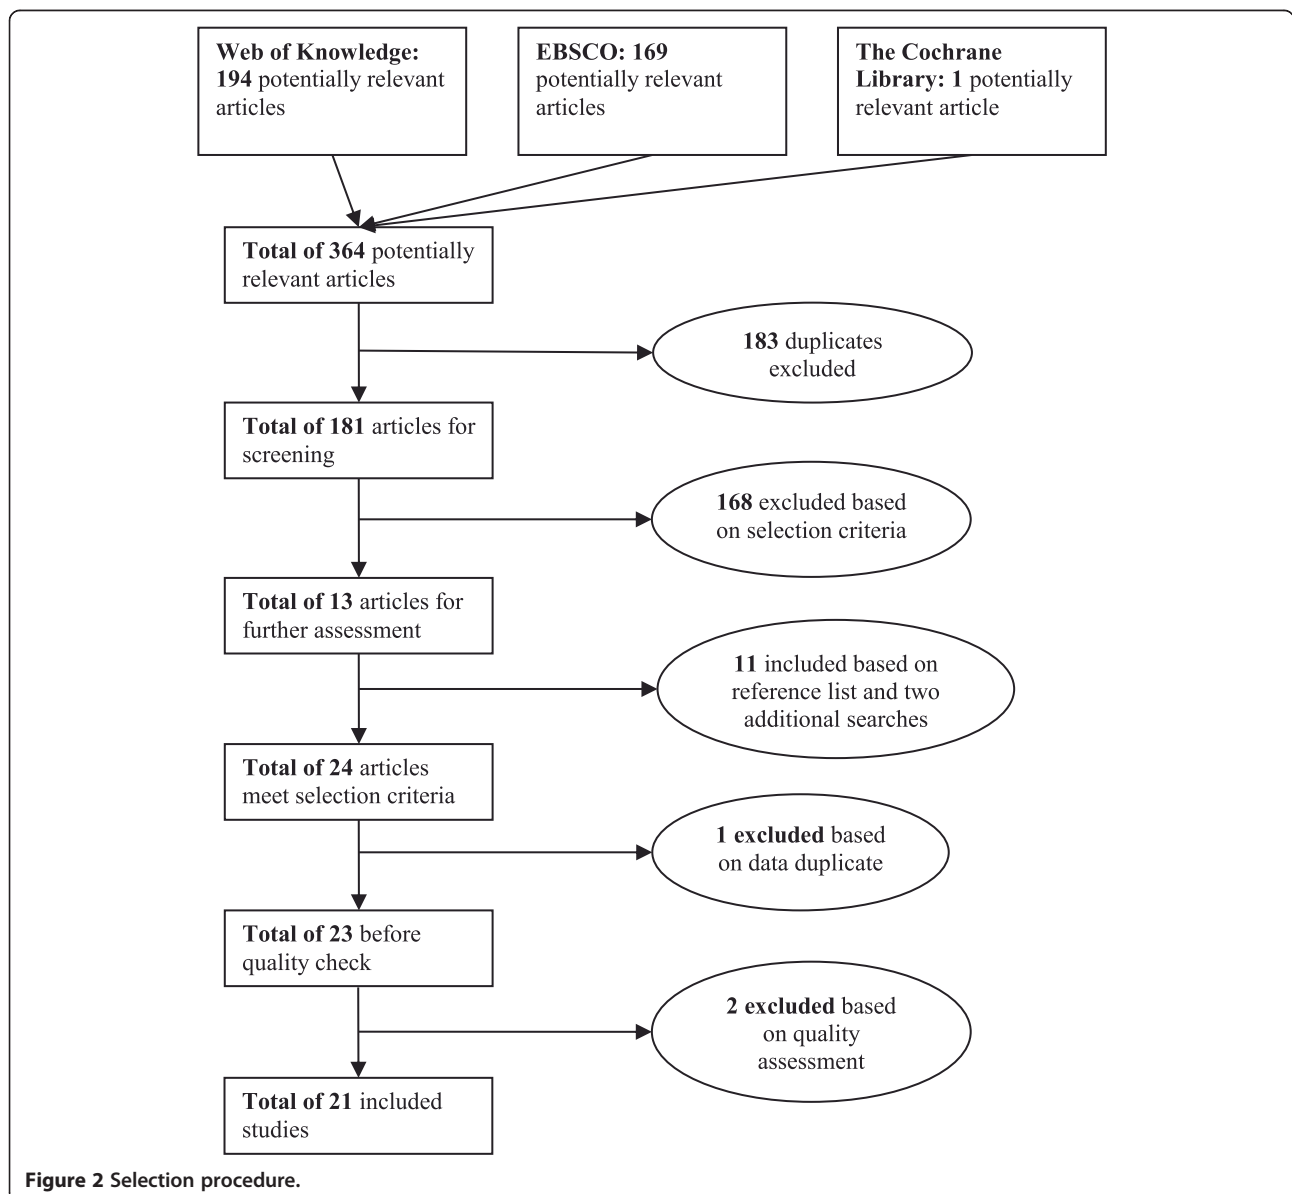 Web of Knowledge:
194 potentially relevant
articles
EBSCO: 169
potentially relevant
articles
The Cochrane
Library: 1 potentially
relevant article
Total of 364 potentially
relevant articles
183 duplicates
excluded
Total of 181 articles for
screening
168 excluded based
on selection criteria
Total of 13 articles for
further assessment
11 included based on
reference list and two
additional searches
Total of 24 articles
meet selection criteria
1 excluded based
on data duplicate
Total of 23 before
quality check
2 excluded based
on quality
assessment
Total of 21 included
studies
Figure 2 Selection procedure.